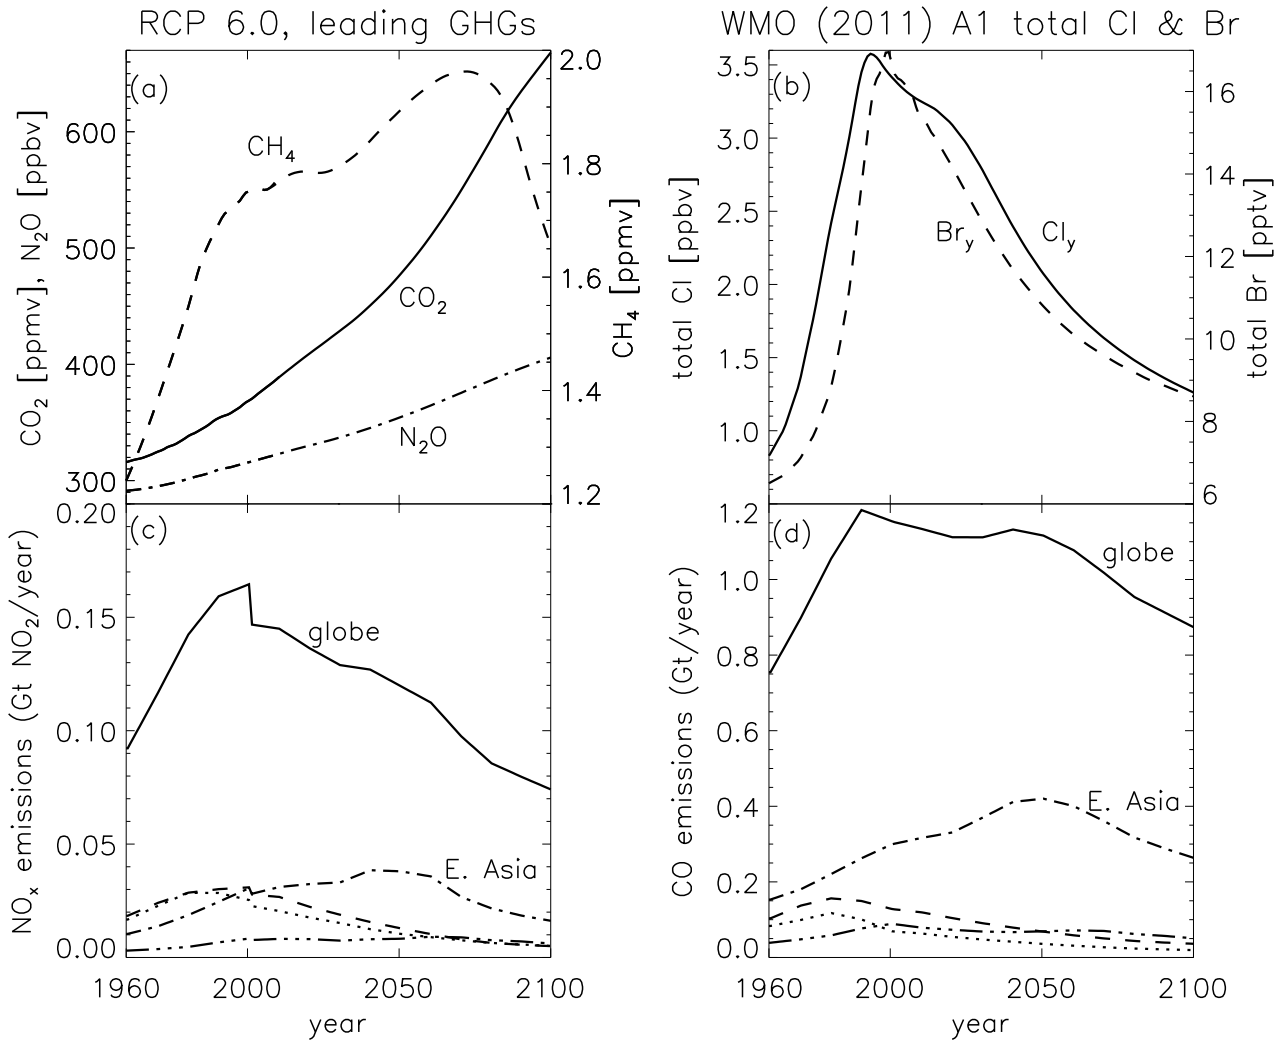 RCP 6.0, leading GHGs
WMO (2011) A1 total Cl & Br
(a)
CO2 [ppmv], N2O [ppbv]
600
500
400
300
CH4
CO2
N2O
2.0
1.8
1.6
1.4
1.2
CH4 [ppmv]
(b)
total Cl [ppbv]
3.5
3.0
2.5
2.0
1.5
1.0
Bry
Cly
16
14
12
10
8
6
total Br [pptv]
(c)
NOx emissions (Gt NO2/year)
0.20
0.15
0.10
0.05
0.00
globe
E. Asia
1960
2000
2050
2100
year
(d)
CO emissions (Gt/year)
1.2
1.0
0.8
0.6
0.4
0.2
0.0
globe
E. Asia
1960
2000
2050
2100
year